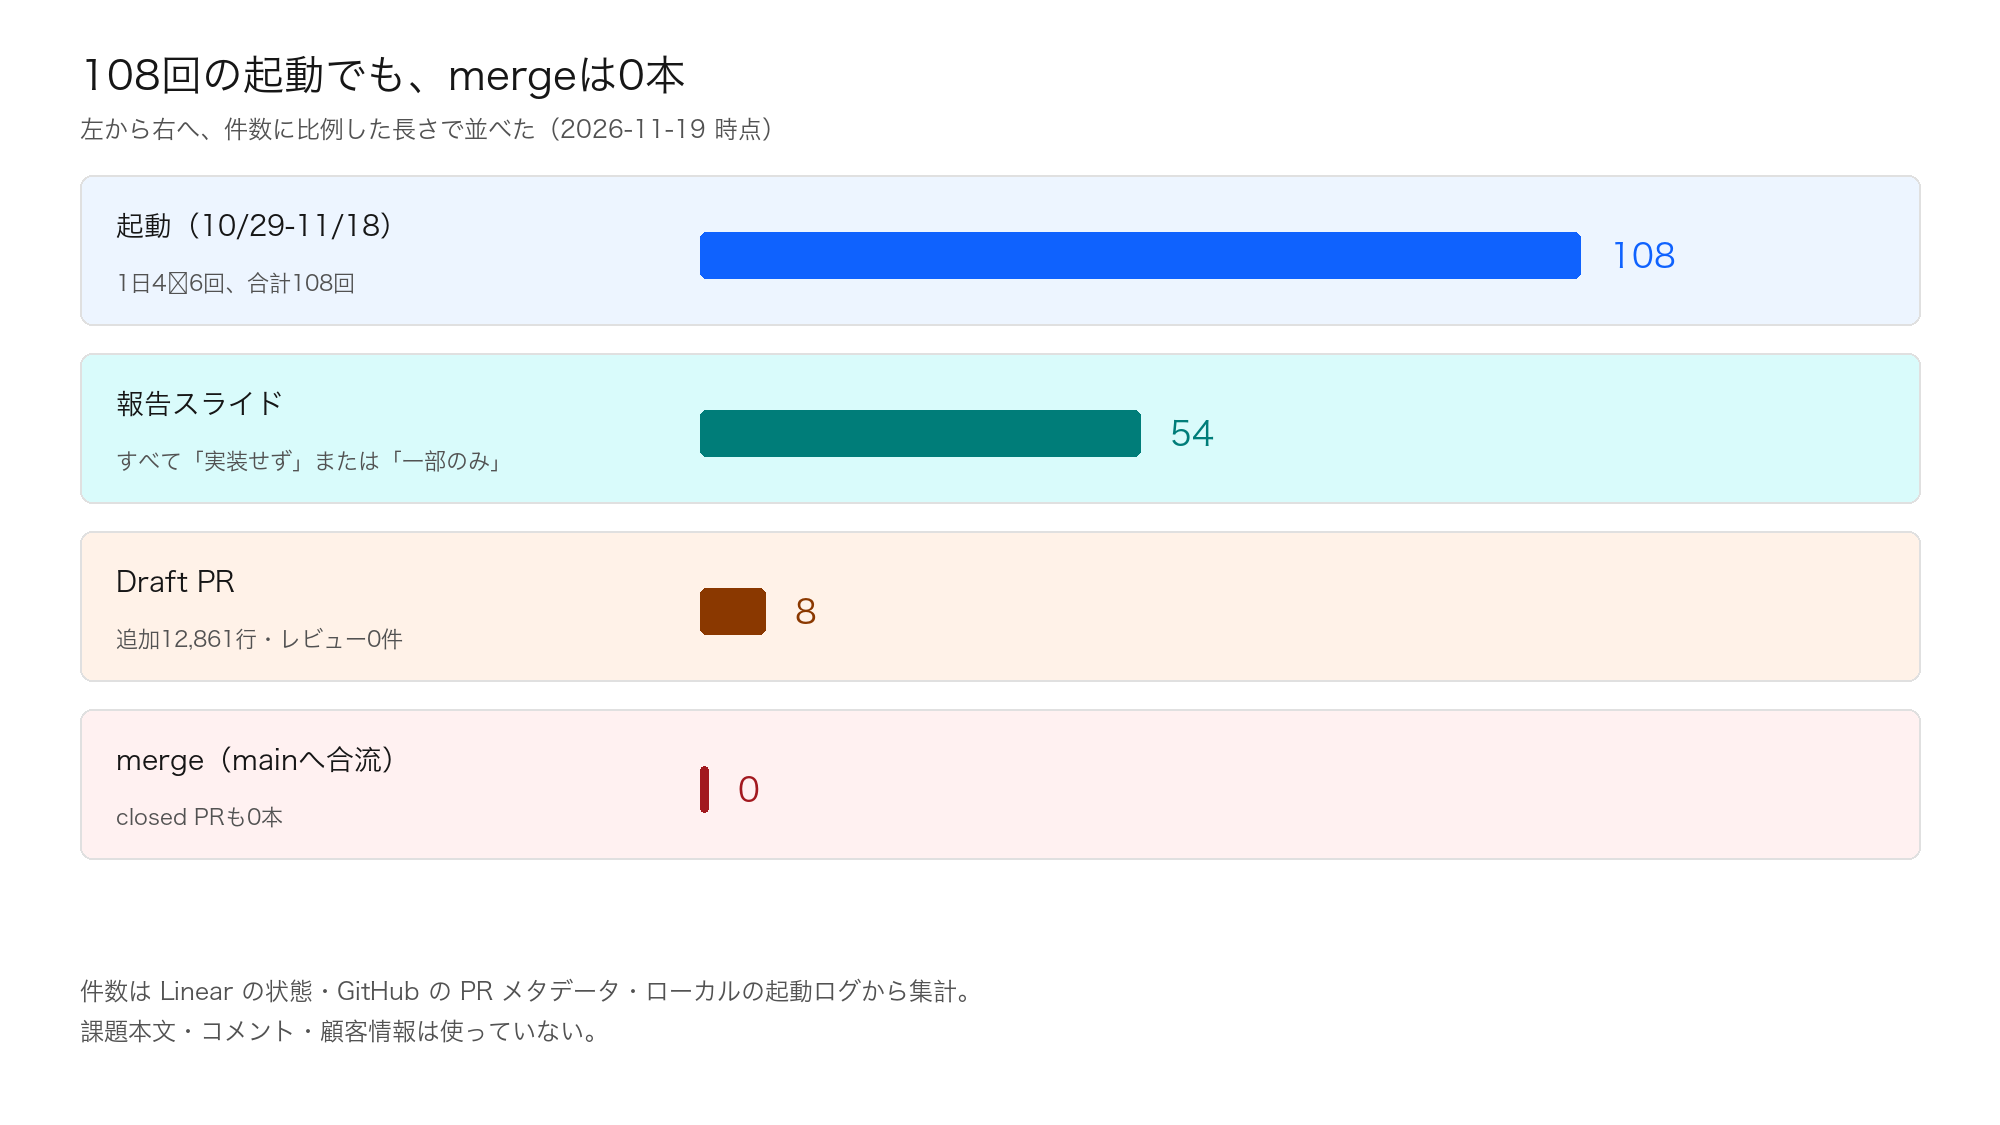 108回の起動でも、mergeは0本
左から右へ、件数に比例した長さで並べた（2026-11-19 時点）
起動（10/29-11/18）
108
1日4☒6回、合計108回
報告スライド
54
すべて「実装せず」または「一部のみ」
Draft PR
8
追加12,861行・レビュー0件
merge（mainへ合流）
0
closed PRも0本
件数は Linear の状態・GitHub の PR メタデータ・ローカルの起動ログから集計。
課題本文・コメント・顧客情報は使っていない。